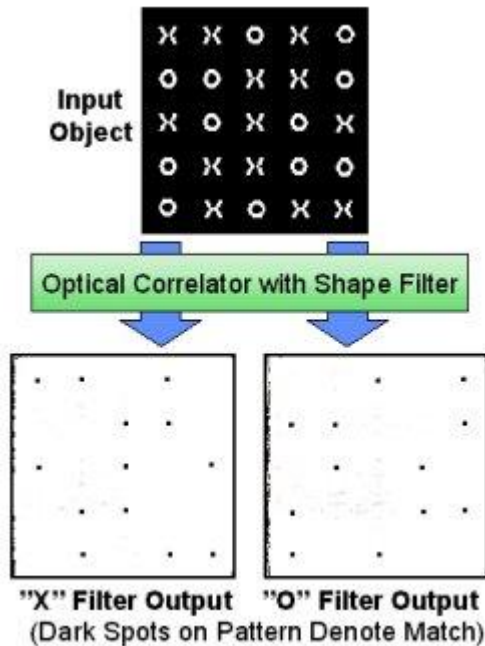 X X O X O
O O X X O
X O X O X
O X X O O
O X O X X
Input
Object
Optical Correlator with Shape Filter
"X" Filter Output "O" Filter Output
(Dark Spots on Pattern Denote Match)